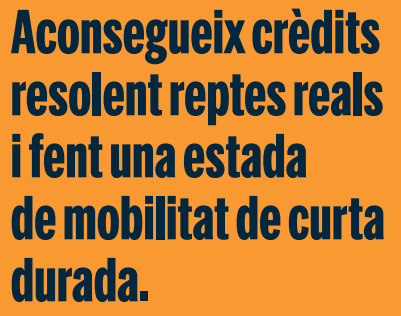 Aconsegueix crèdits
resolent reptes reals
i fent una estada
de mobilitat de curta
durada.